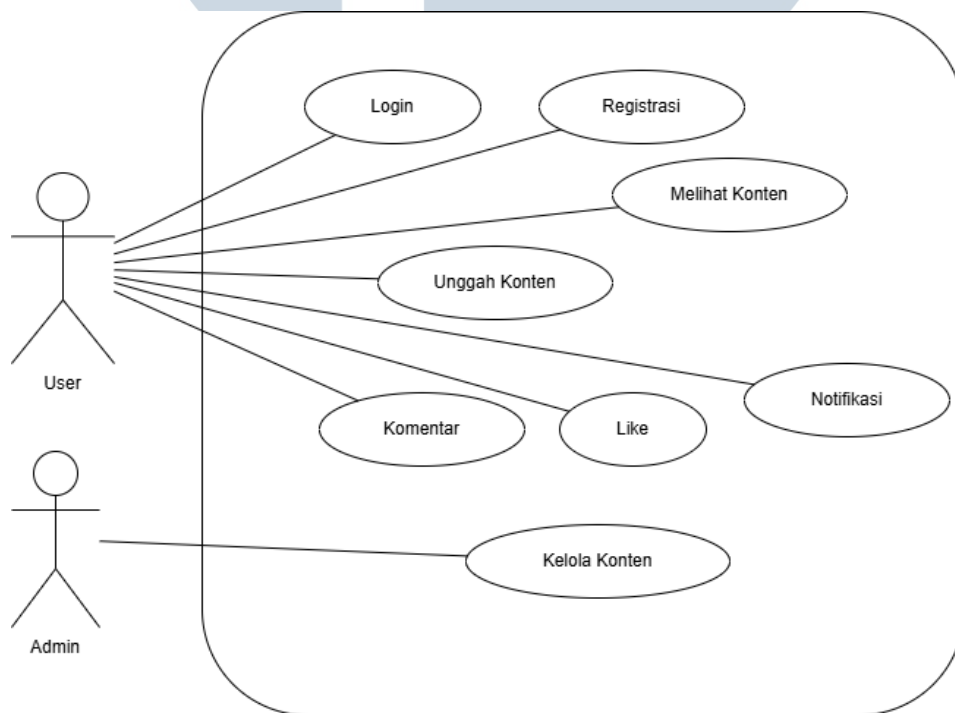 Login
Registrasi
Melihat Konten
Unggah Konten
User
Notifikasi
Komentar
Like
Kelola Konten
Admin